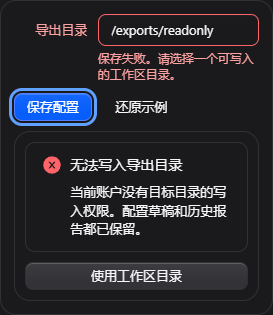 导出目录 /exports/readonly
保存失败。请选择一个可写入
的工作区目录。
保存配置 还原示例
无法写入导出目录
当前账户没有目标目录的写
入权限。配置草稿和历史报
告都已保留。
使用工作区目录